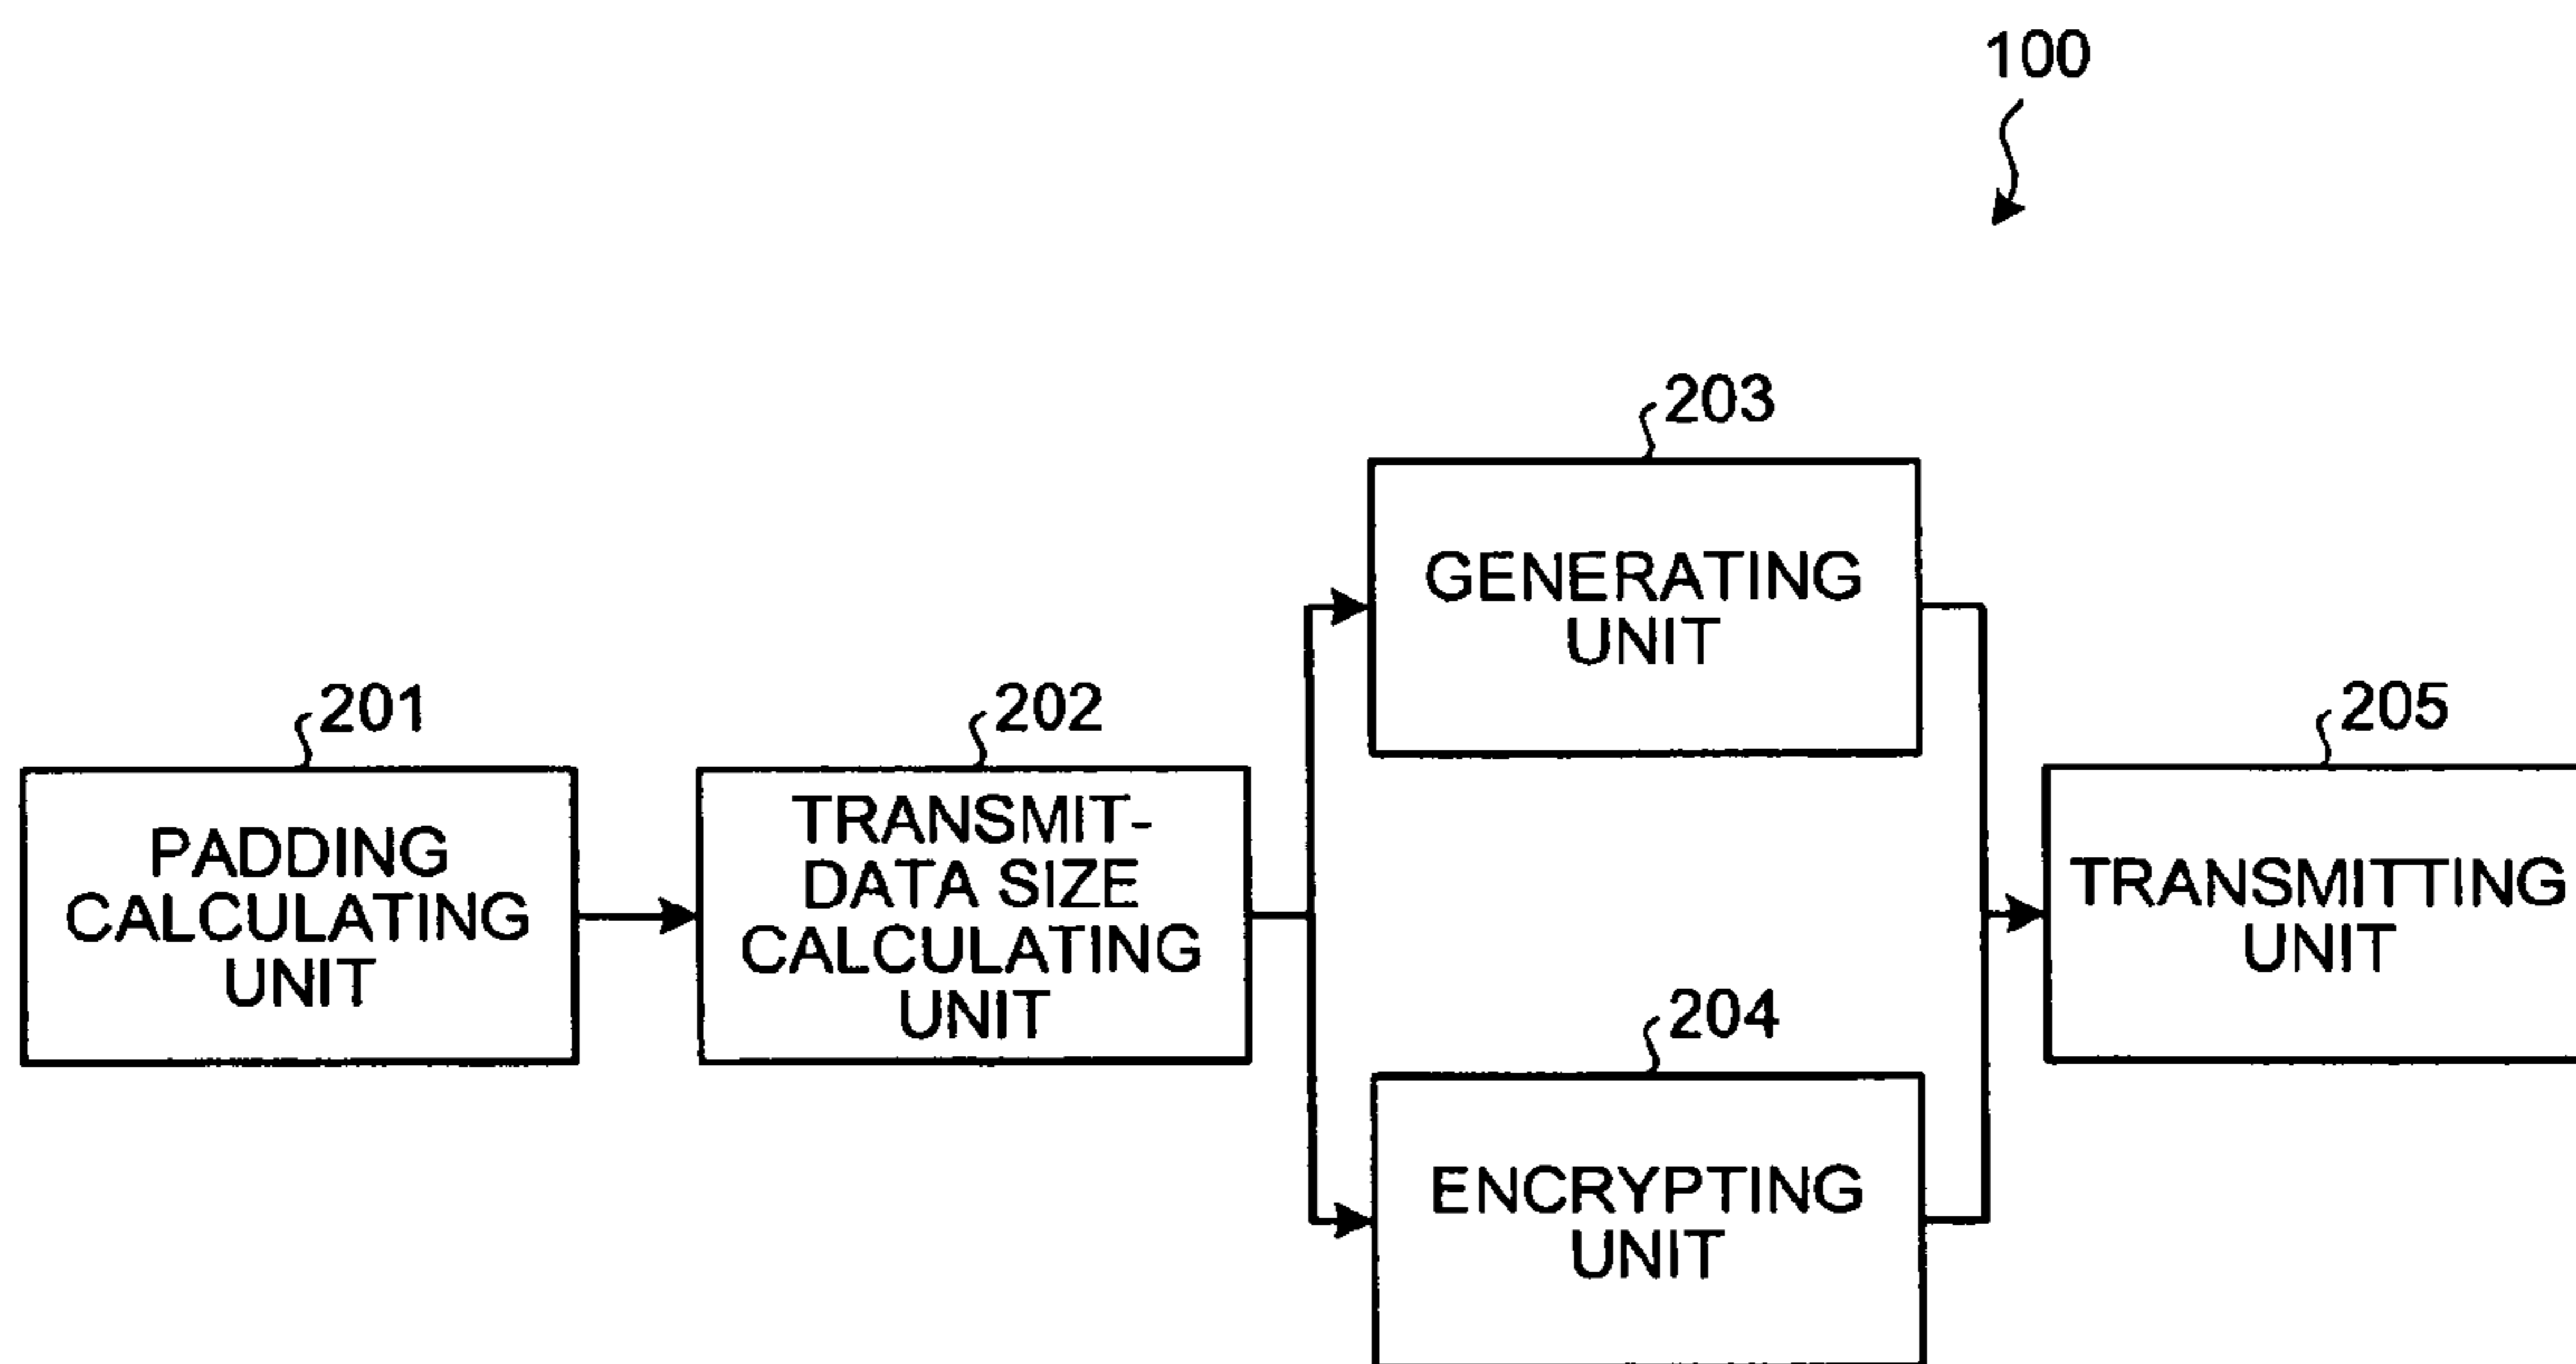 100
203
GENERATING
UNIT
201
PADDING
CALCULATING
UNIT
202
TRANSMIT-
DATA SIZE
CALCULATING
UNIT
204
ENCRYPTING
UNIT
205
TRANSMITTING
UNIT